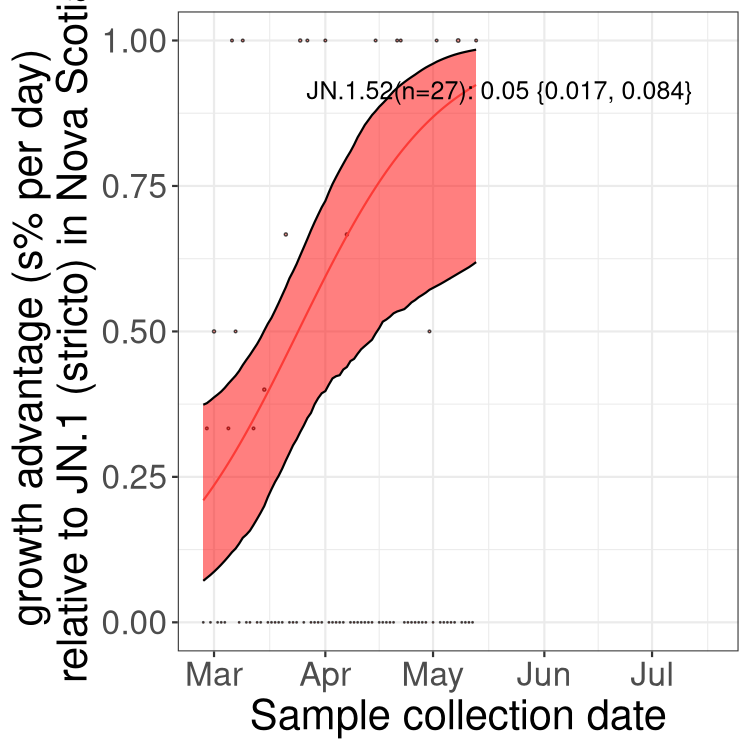 growth advantage (s% per day)
relative to JN.1 (stricto) in Nova Scotia
1.00
0.75
0.50
0.25
0.00
JN.1.52(n=27): 0.05 {0.017, 0.084}
Mar Apr May Jun Jul
Sample collection date